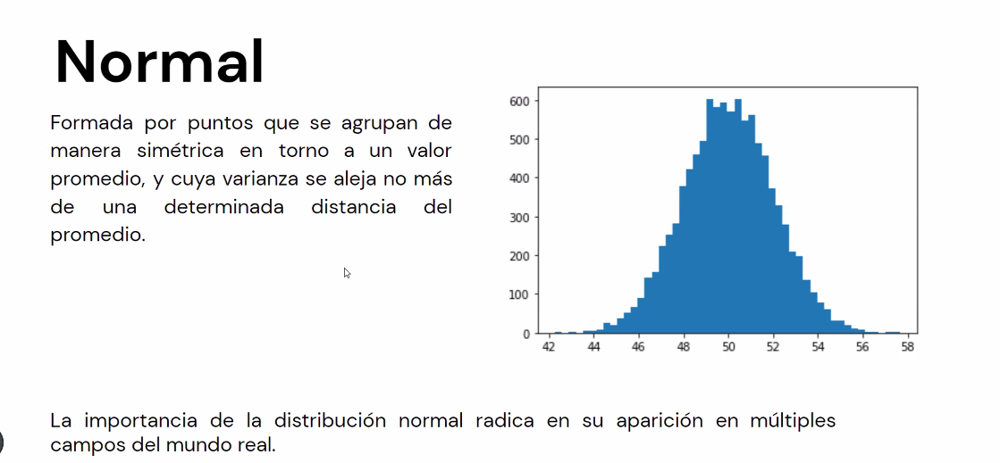 Normal
Formada por puntos que se agrupan de
manera simétrica en torno a un valor
promedio, y cuya varianza se aleja no más
de una determinada distancia del
promedio.
600
500
400
300
200
100
0
42 44 46 48 50 52 54 56 58
La importancia de la distribución normal radica en su aparición en múltiples
campos del mundo real.